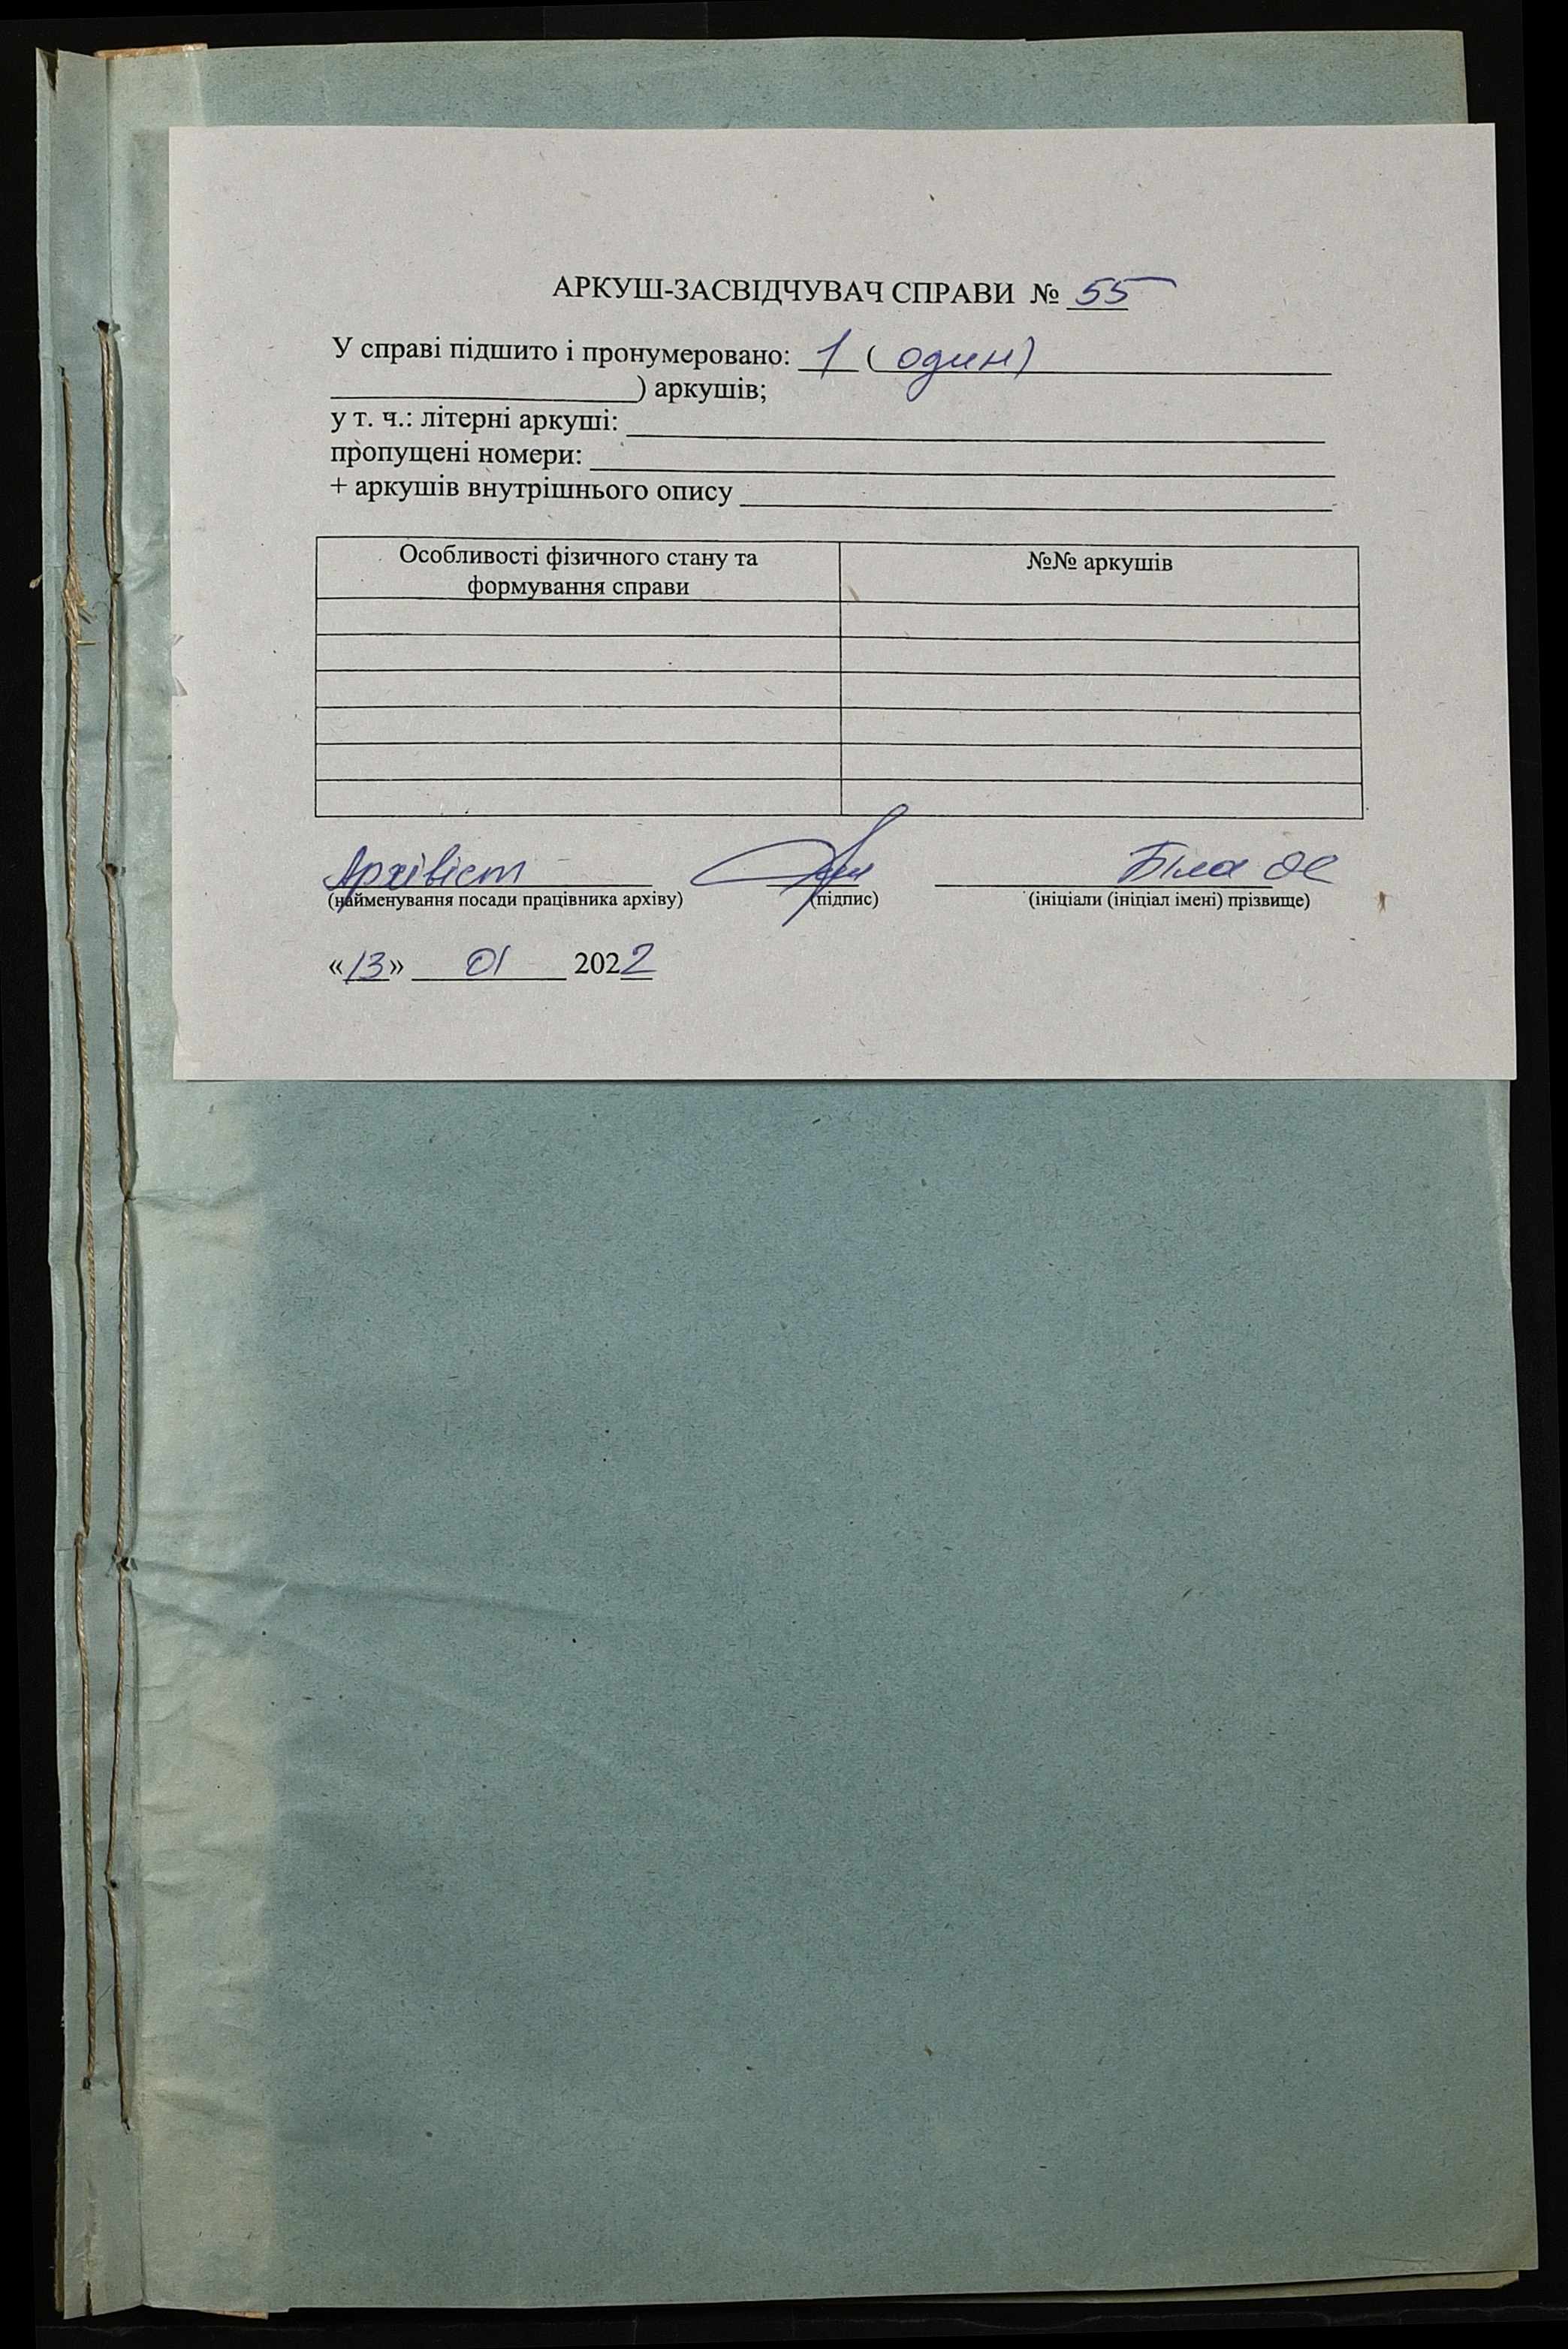 АРКУШ-ЗАСВІДЧУВАЧ СПРАВИ № 55
У справі підшито і пронумеровано: 1 ( один)
) аркушів;
у т. ч.: літерні аркуші:
пропущені номери:
+ аркушів внутрішнього опису
Особливості фізичного стану та формування справи №№ аркушів
Архівіст Біла ОС
(найменування посади працівника архіву) (підпис) (ініціали (ініціал імені) прізвище)
«13» 01 2022